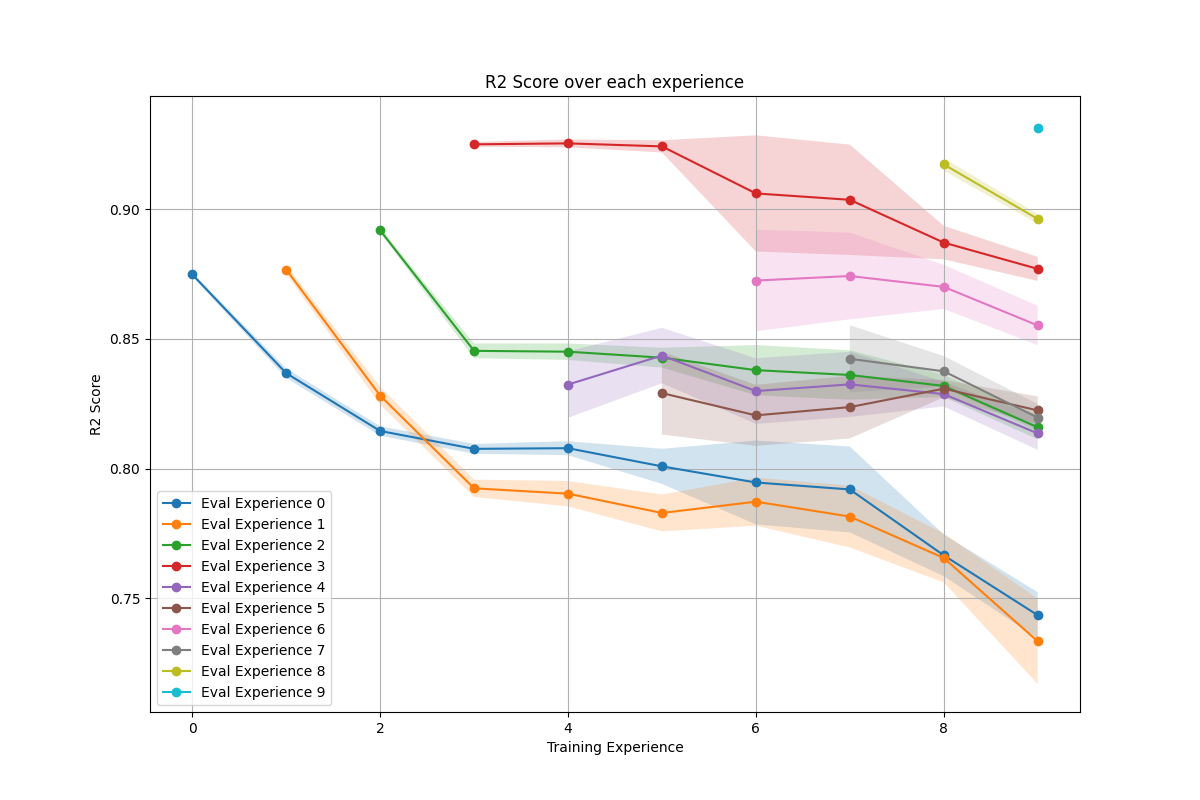 R2 Score over each experience
R2 Score
0.90
0.85
0.80
0.75
Eval Experience 0
Eval Experience 1
Eval Experience 2
Eval Experience 3
Eval Experience 4
Eval Experience 5
Eval Experience 6
Eval Experience 7
Eval Experience 8
Eval Experience 9
0 2 4 6 8
Training Experience